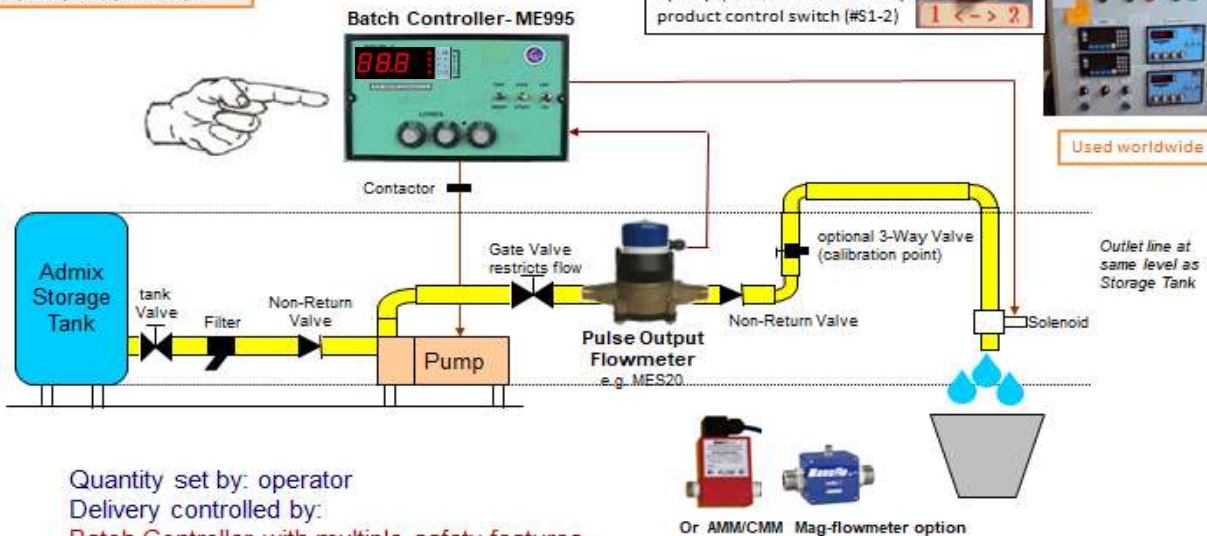 Batch Controller- ME995
product control switch (#S1-2)
1 <-> 2
88.8
Used worldwide
Contactor
Admix
Storage
Tank
tank
Valve
Filter
Non-Return
Valve
Pump
Gate Valve
restricts flow
Pulse Output
Flowmeter
e.g. MES20
Non-Return Valve
optional 3-Way Valve
(calibration point)
Outlet line at
same level as
Storage Tank
Solenoid
Quantity set by: operator
Delivery controlled by:
Batch Controller with multiple safety features
Or AMM/CMM Mag-flowmeter option